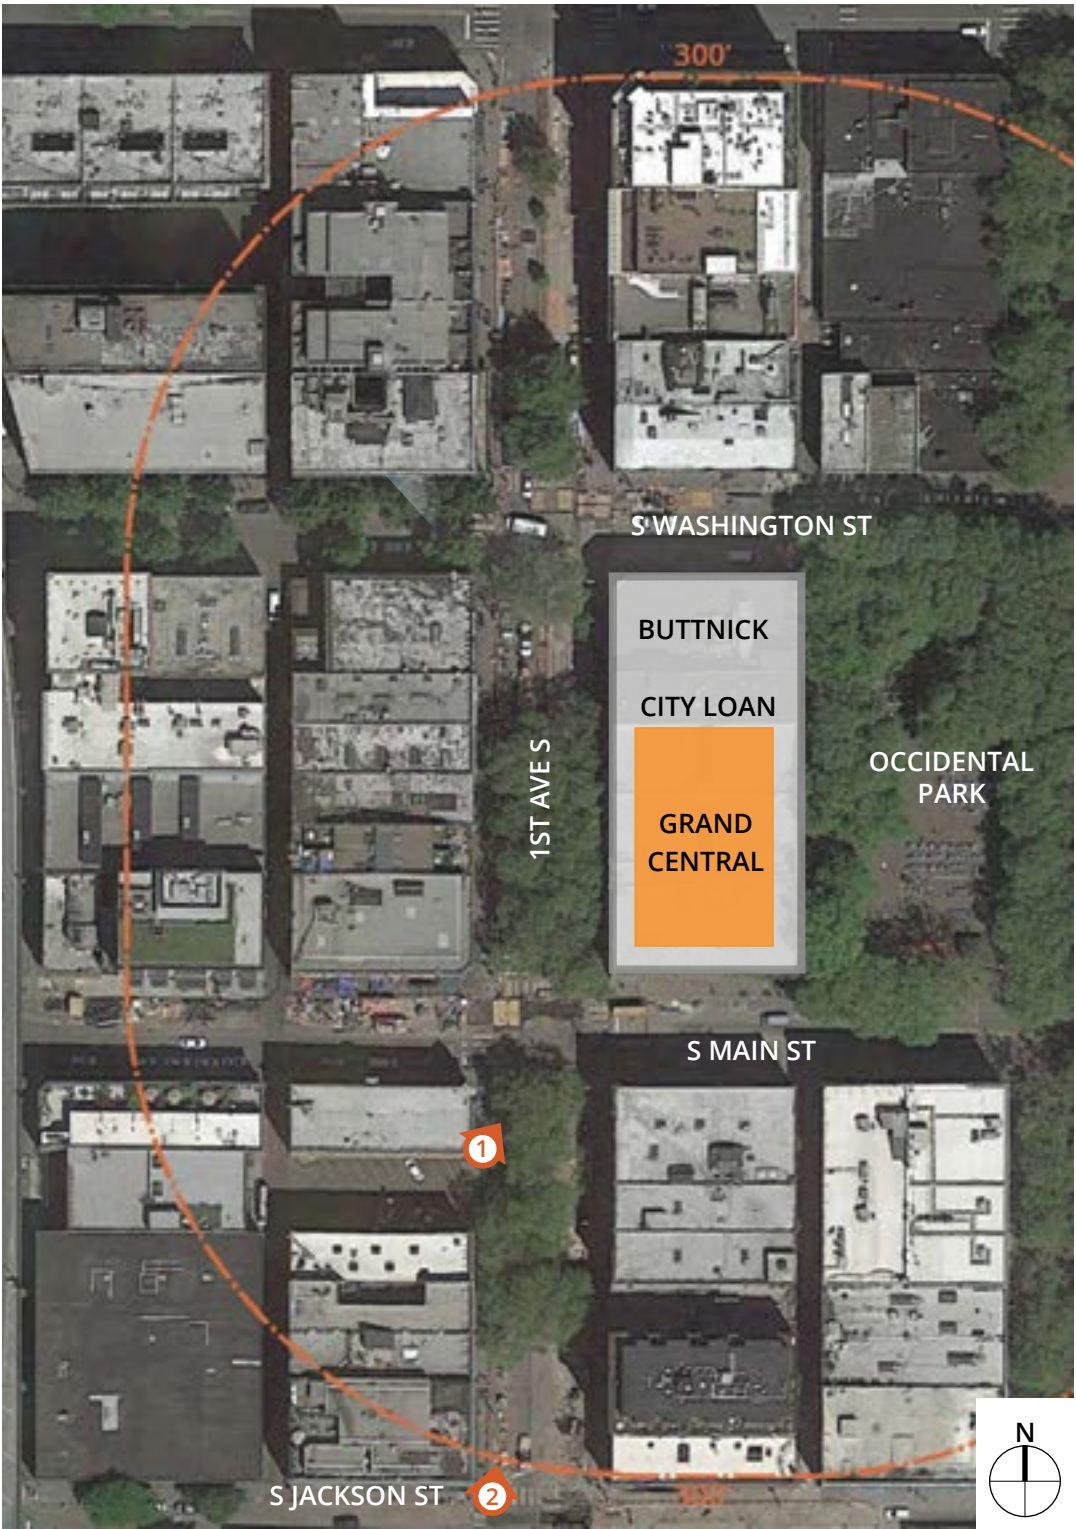 300'
S WASHINGTON ST
BUTTNICK
CITY LOAN
1ST AVE S
OCCIDENTAL
PARK
GRAND
CENTRAL
S MAIN ST
1
N
S JACKSON ST
2